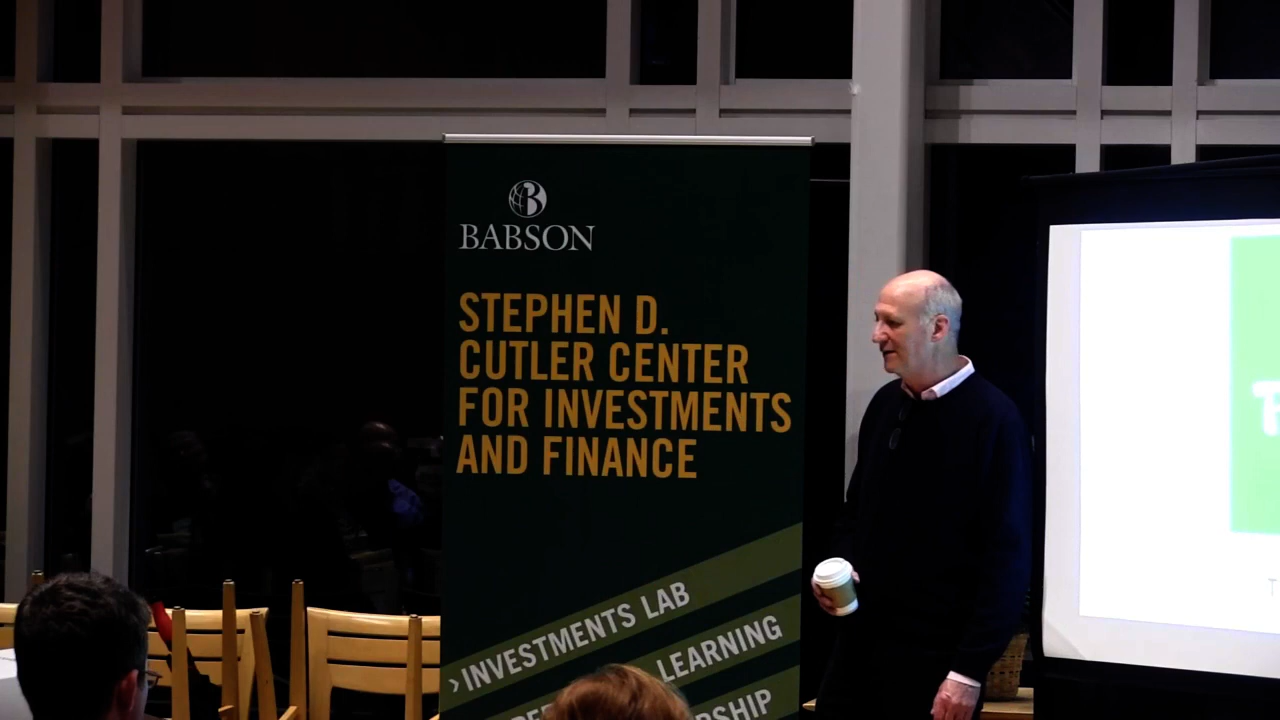 BABSON
STEPHEN D.
CUTLER CENTER
FOR INVESTMENTS
AND FINANCE
› INVESTMENTS LAB
LEARNING